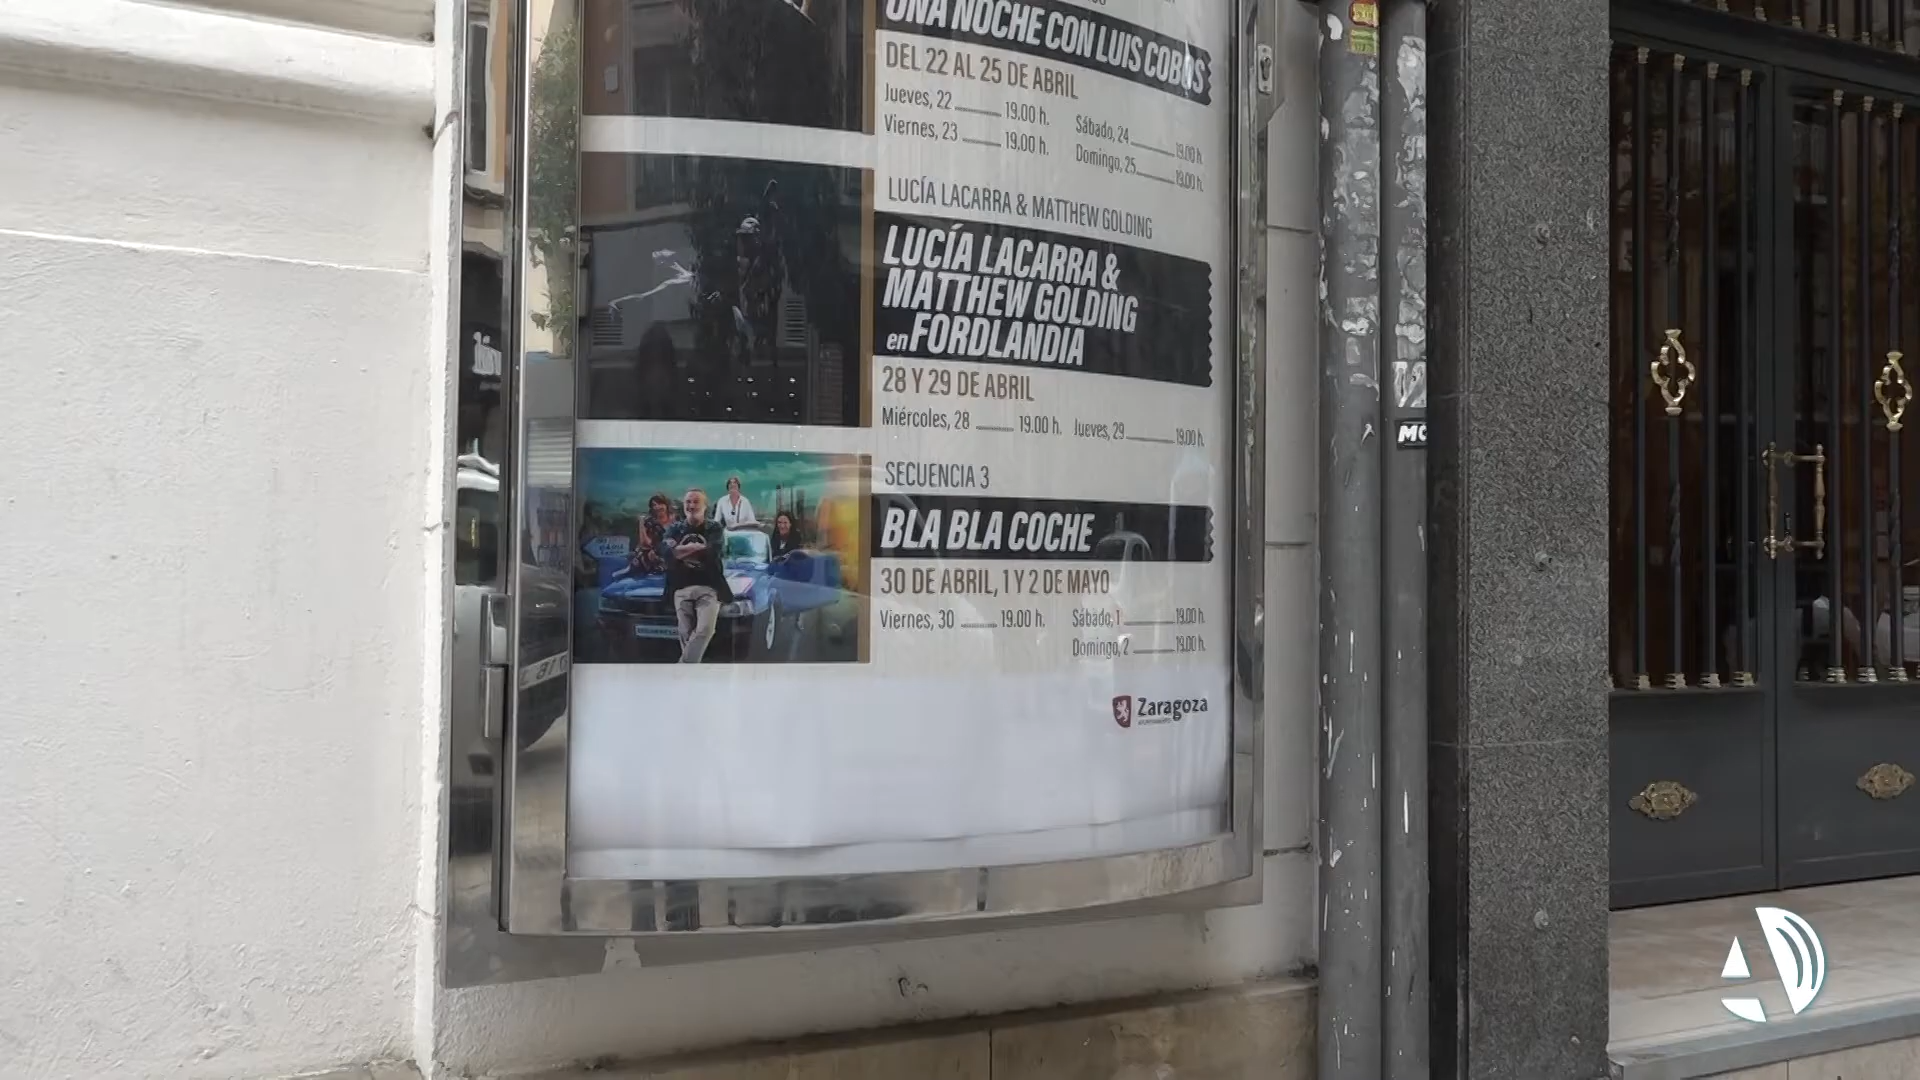 UNA NOCHE CON LUIS COBOS
DEL 22 AL 25 DE ABRIL
Jueves, 22 19.00 h.
Viernes, 23 19.00 h.
Sábado, 24 19.00 h.
Domingo, 25 19.00 h.
LUCÍA LACARRA & MATTHEW GOLDING
LUCÍA LACARRA &
MATTHEW GOLDING
en FORDLANDIA
28 Y 29 DE ABRIL
Miércoles, 28 19.00 h. Jueves, 29 19.00 h.
SECUENCIA 3
BLA BLA COCHE
30 DE ABRIL, 1 Y 2 DE MAYO
Viernes, 30 19.00 h.
Sábado, 1 19.00 h.
Domingo, 2 19.00 h.
Zaragoza
AYUNTAMIENTO